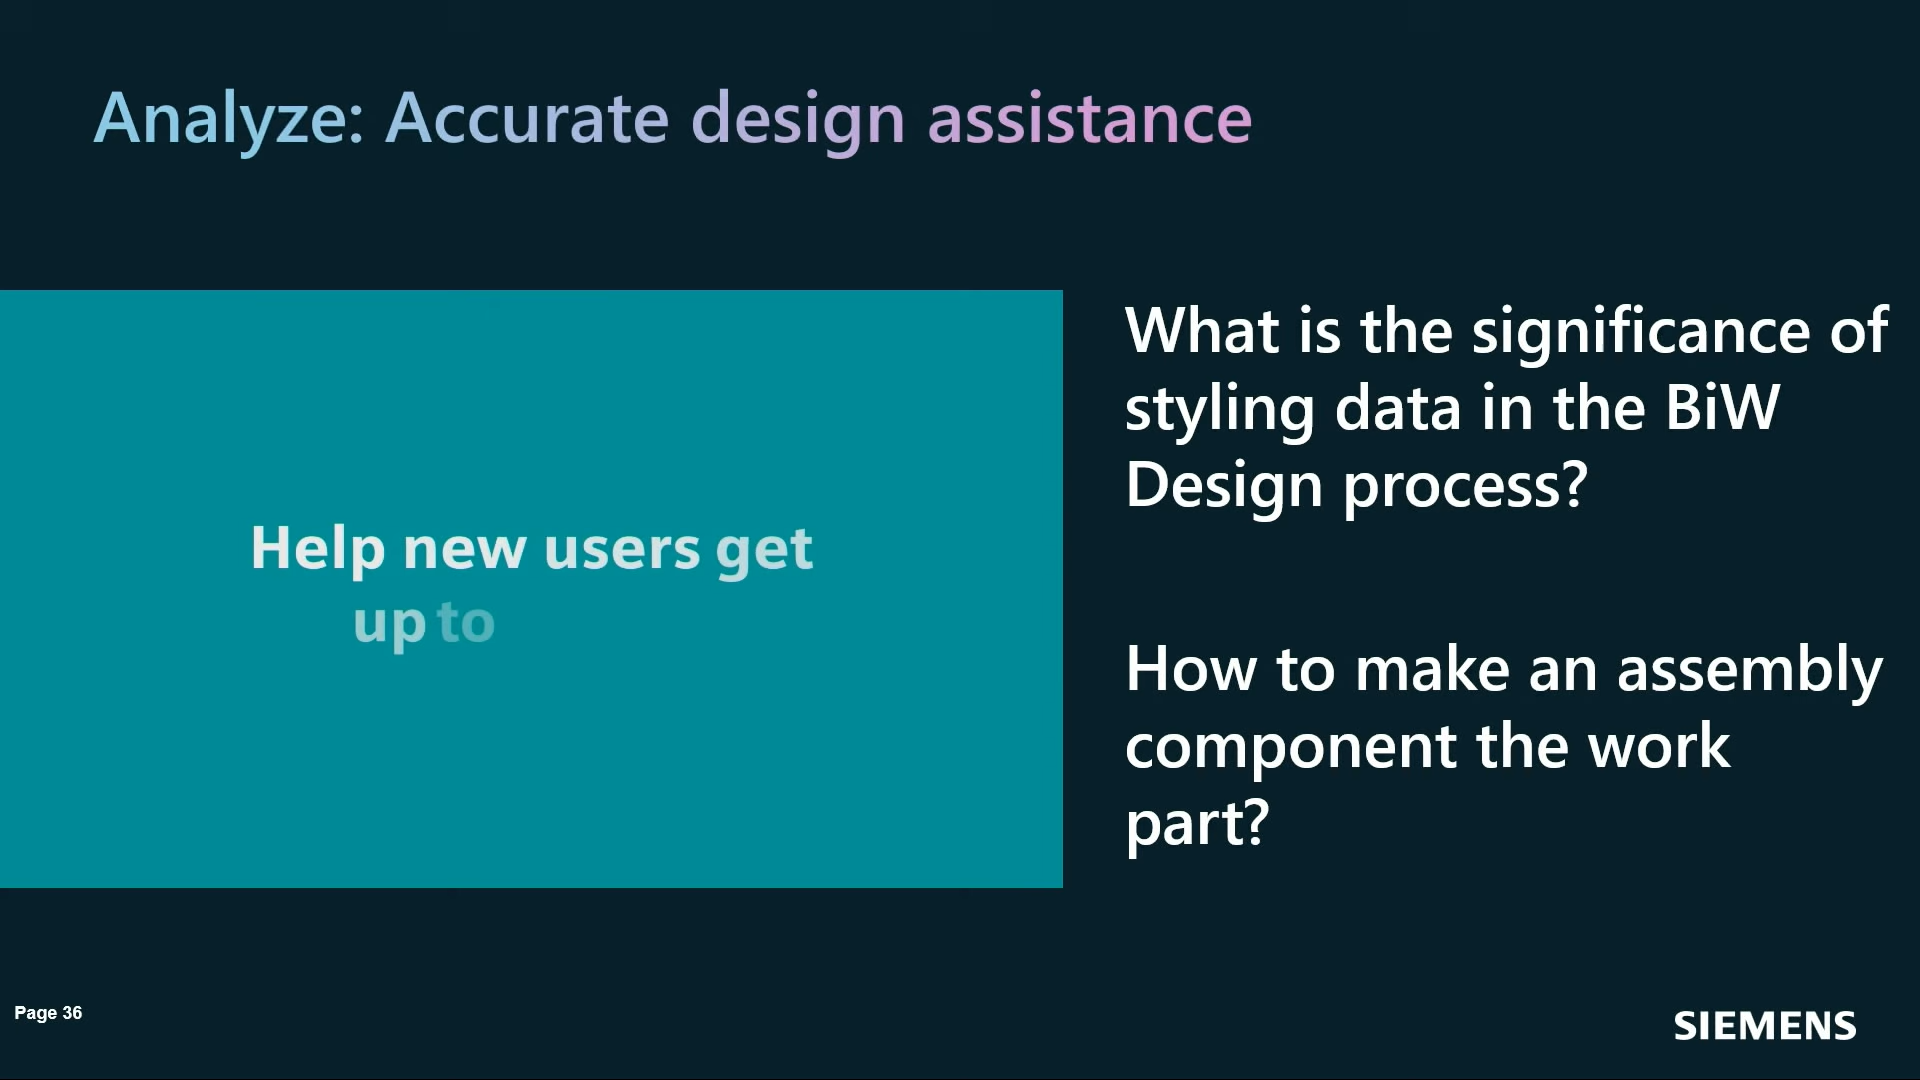 Analyze: Accurate design assistance
Help new users get
up to
What is the significance of
styling data in the BiW
Design process?
How to make an assembly
component the work
part?
Page 36
SIEMENS